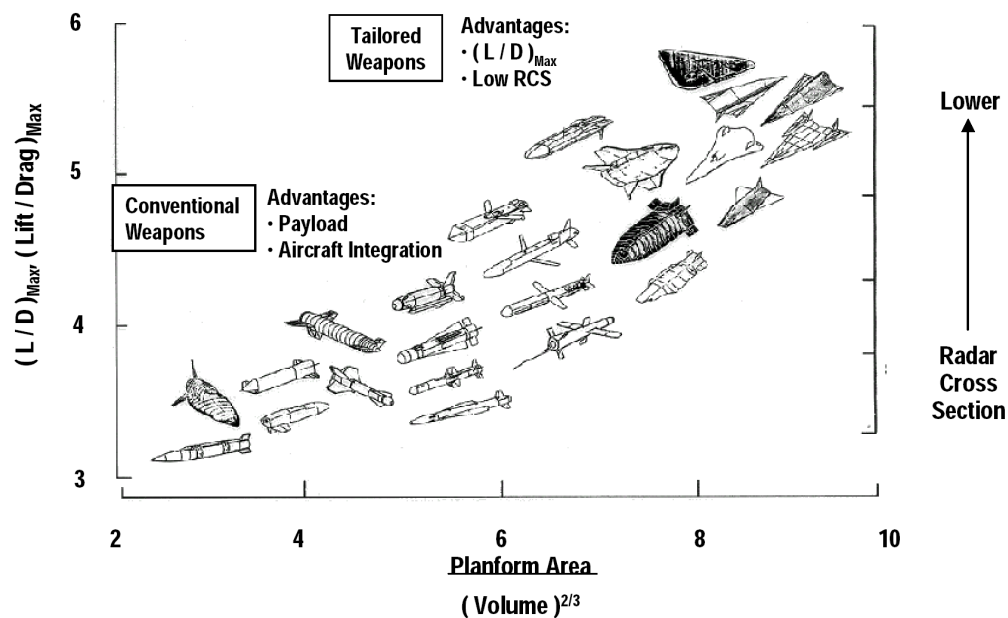 6
5
4
3
( L / D )Max, ( Lift / Drag )Max
Tailored
Weapons
Advantages:
• ( L / D )Max
• Low RCS
Conventional
Weapons
Advantages:
• Payload
• Aircraft Integration
Lower
Radar
Cross
Section
2 4 6 8 10
Planform Area
( Volume )2/3